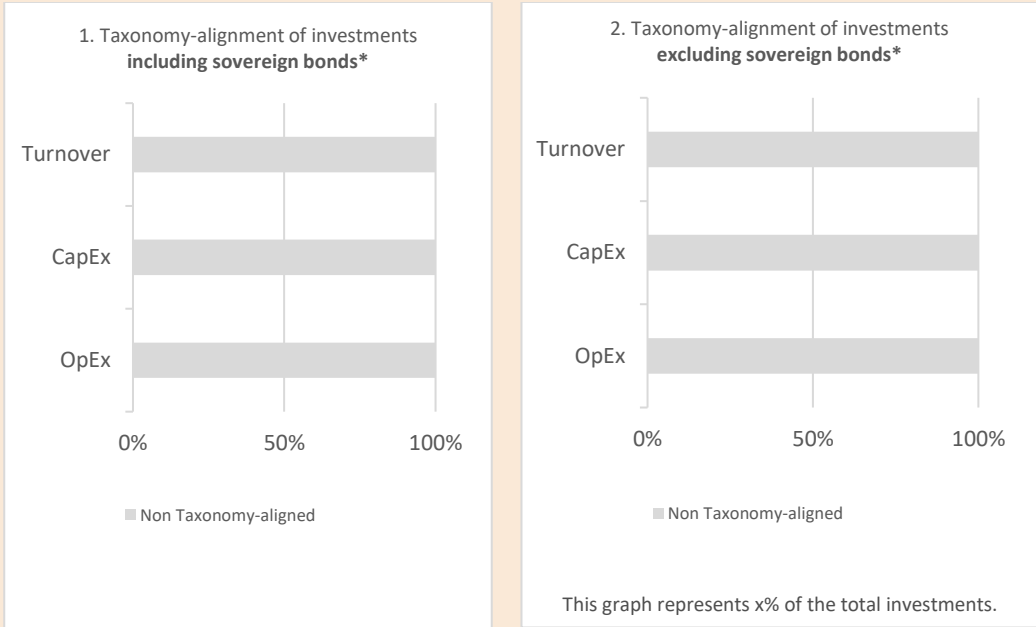 1. Taxonomy-alignment of investments
including sovereign bonds*
Turnover
CapEx
OpEx
0% 50% 100%
Non Taxonomy-aligned
2. Taxonomy-alignment of investments
excluding sovereign bonds*
Turnover
CapEx
OpEx
0% 50% 100%
Non Taxonomy-aligned
This graph represents x% of the total investments.